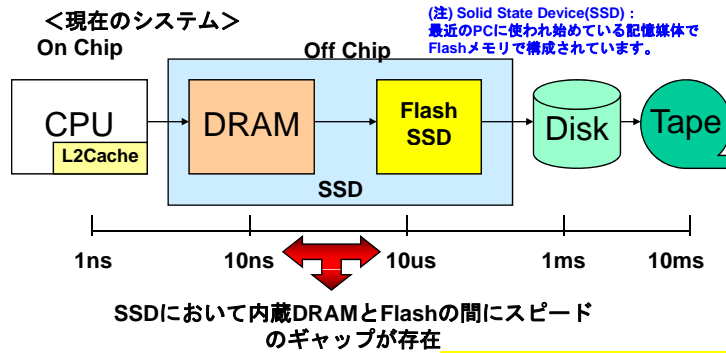 ＜現在のシステム＞
On Chip
Off Chip
(注) Solid State Device(SSD)：
最近のPCに使われ始めている記憶媒体で
Flashメモリで構成されています。
CPU
L2Cache
DRAM
Flash
SSD
SSD
Disk
Tape
1ns
10ns
10us
1ms
10ms
SSDにおいて内蔵DRAMとFlashの間にスピード
のギャップが存在